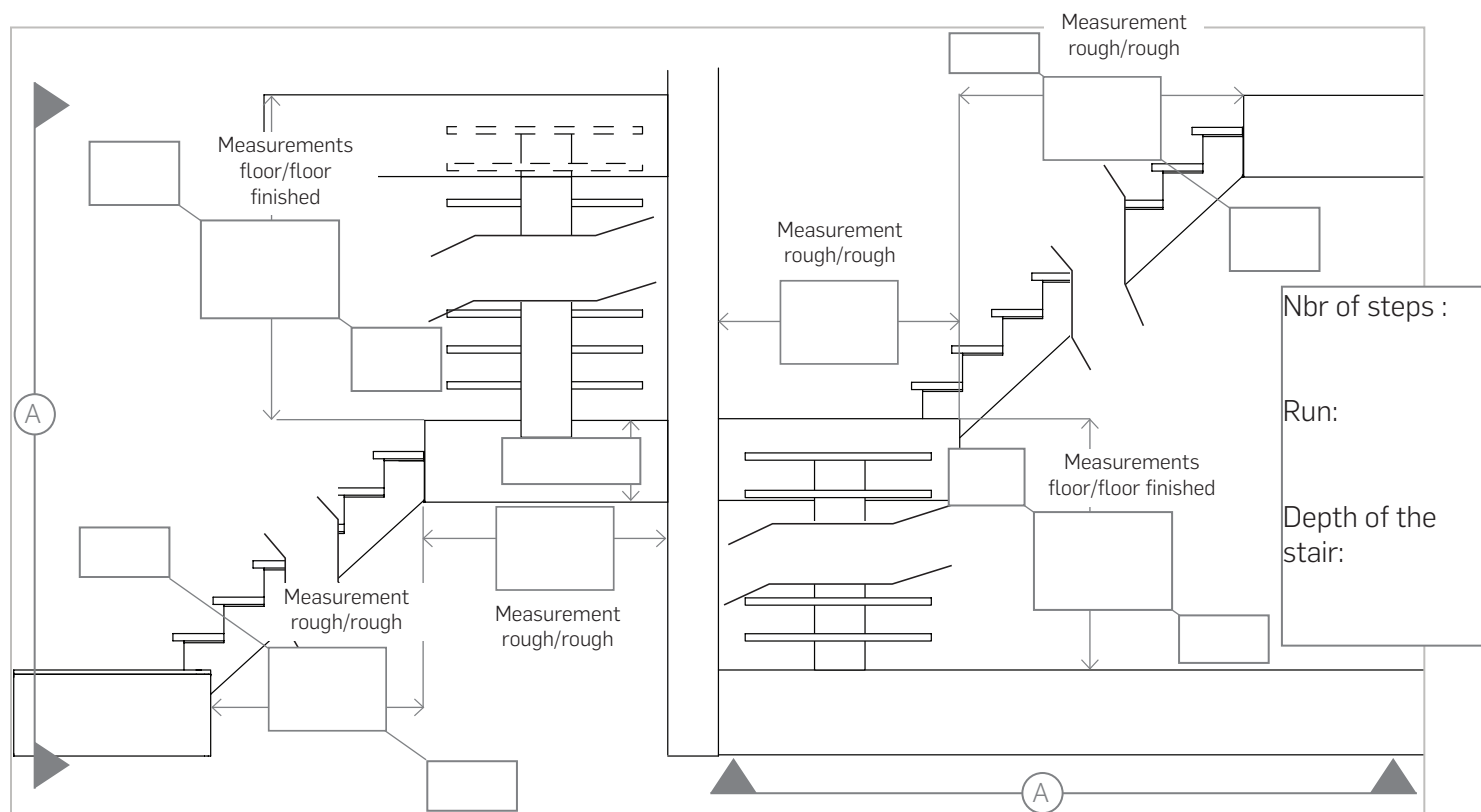 Measurement
rough/rough
Measurements
floor/floor
finished
Measurement
rough/rough
Nbr of steps :
A
Run:
Measurements
floor/floor finished
Depth of the
stair:
Measurement
rough/rough
Measurement
rough/rough
A